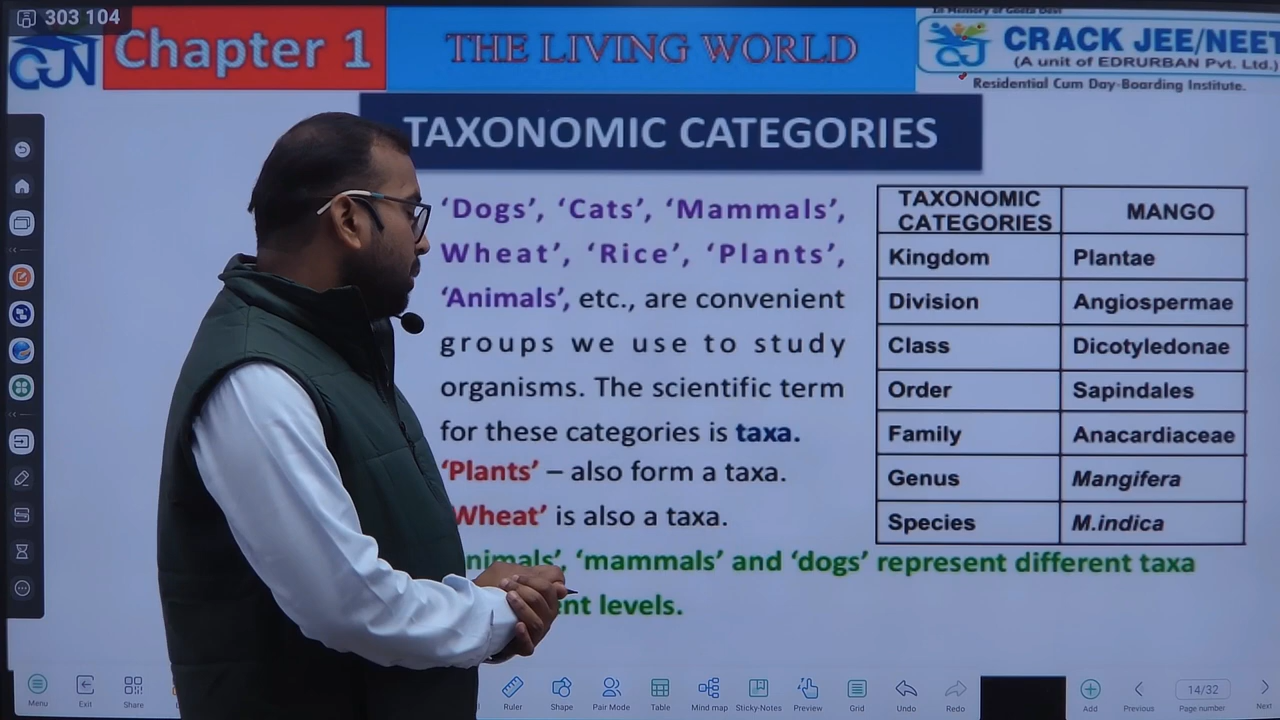 303 104
Chapter 1
THE LIVING WORLD
In Memory of Geeta Devi
CRACK JEE/NEET
(A unit of EDRURBAN Pvt. Ltd.)
Residential Cum Day-Boarding Institute.
TAXONOMIC CATEGORIES
‘Dogs’, ‘Cats’, ‘Mammals’,
Wheat’, ‘Rice’, ‘Plants’,
‘Animals’, etc., are convenient
groups we use to study
organisms. The scientific term
for these categories is taxa.
‘Plants’ – also form a taxa.
Wheat’ is also a taxa.
‘mammals’ and ‘dogs’ represent different taxa
levels.
TAXONOMIC CATEGORIES MANGO
Kingdom Plantae
Division Angiospermae
Class Dicotyledonae
Order Sapindales
Family Anacardiaceae
Genus Mangifera
Species M.indica
Menu Exit Share Ruler Shape Pair Mode Table Mind map Sticky-Notes Preview Grid Undo Redo Add Previous 14/32 Page number Next